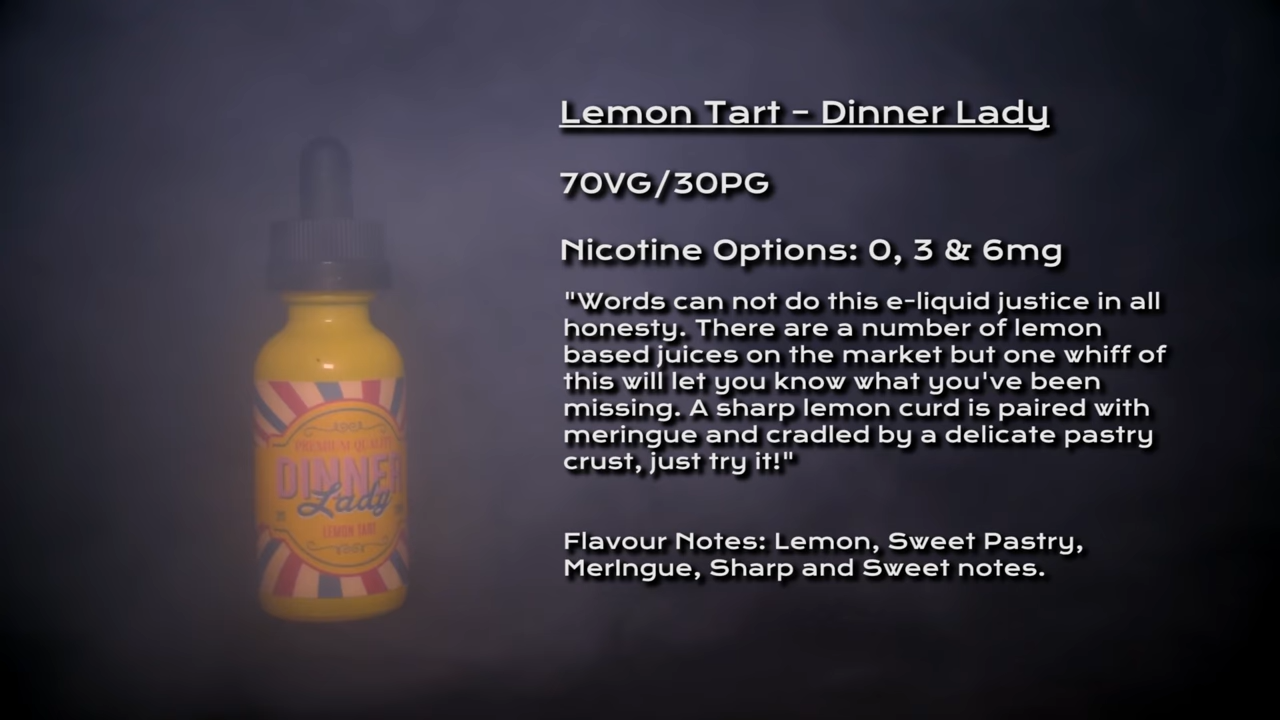 Lemon Tart – Dinner Lady
70VG/30PG
Nicotine Options: 0, 3 & 6mg
"Words can not do this e-liquid justice in all
honesty. There are a number of lemon
based juices on the market but one whiff of
this will let you know what you've been
missing. A sharp lemon curd is paired with
meringue and cradled by a delicate pastry
crust, just try it!"
Flavour Notes: Lemon, Sweet Pastry,
MerIngue, Sharp and Sweet notes.
PREMIUM QUALITY
DINNER
Lady
LEMON TART